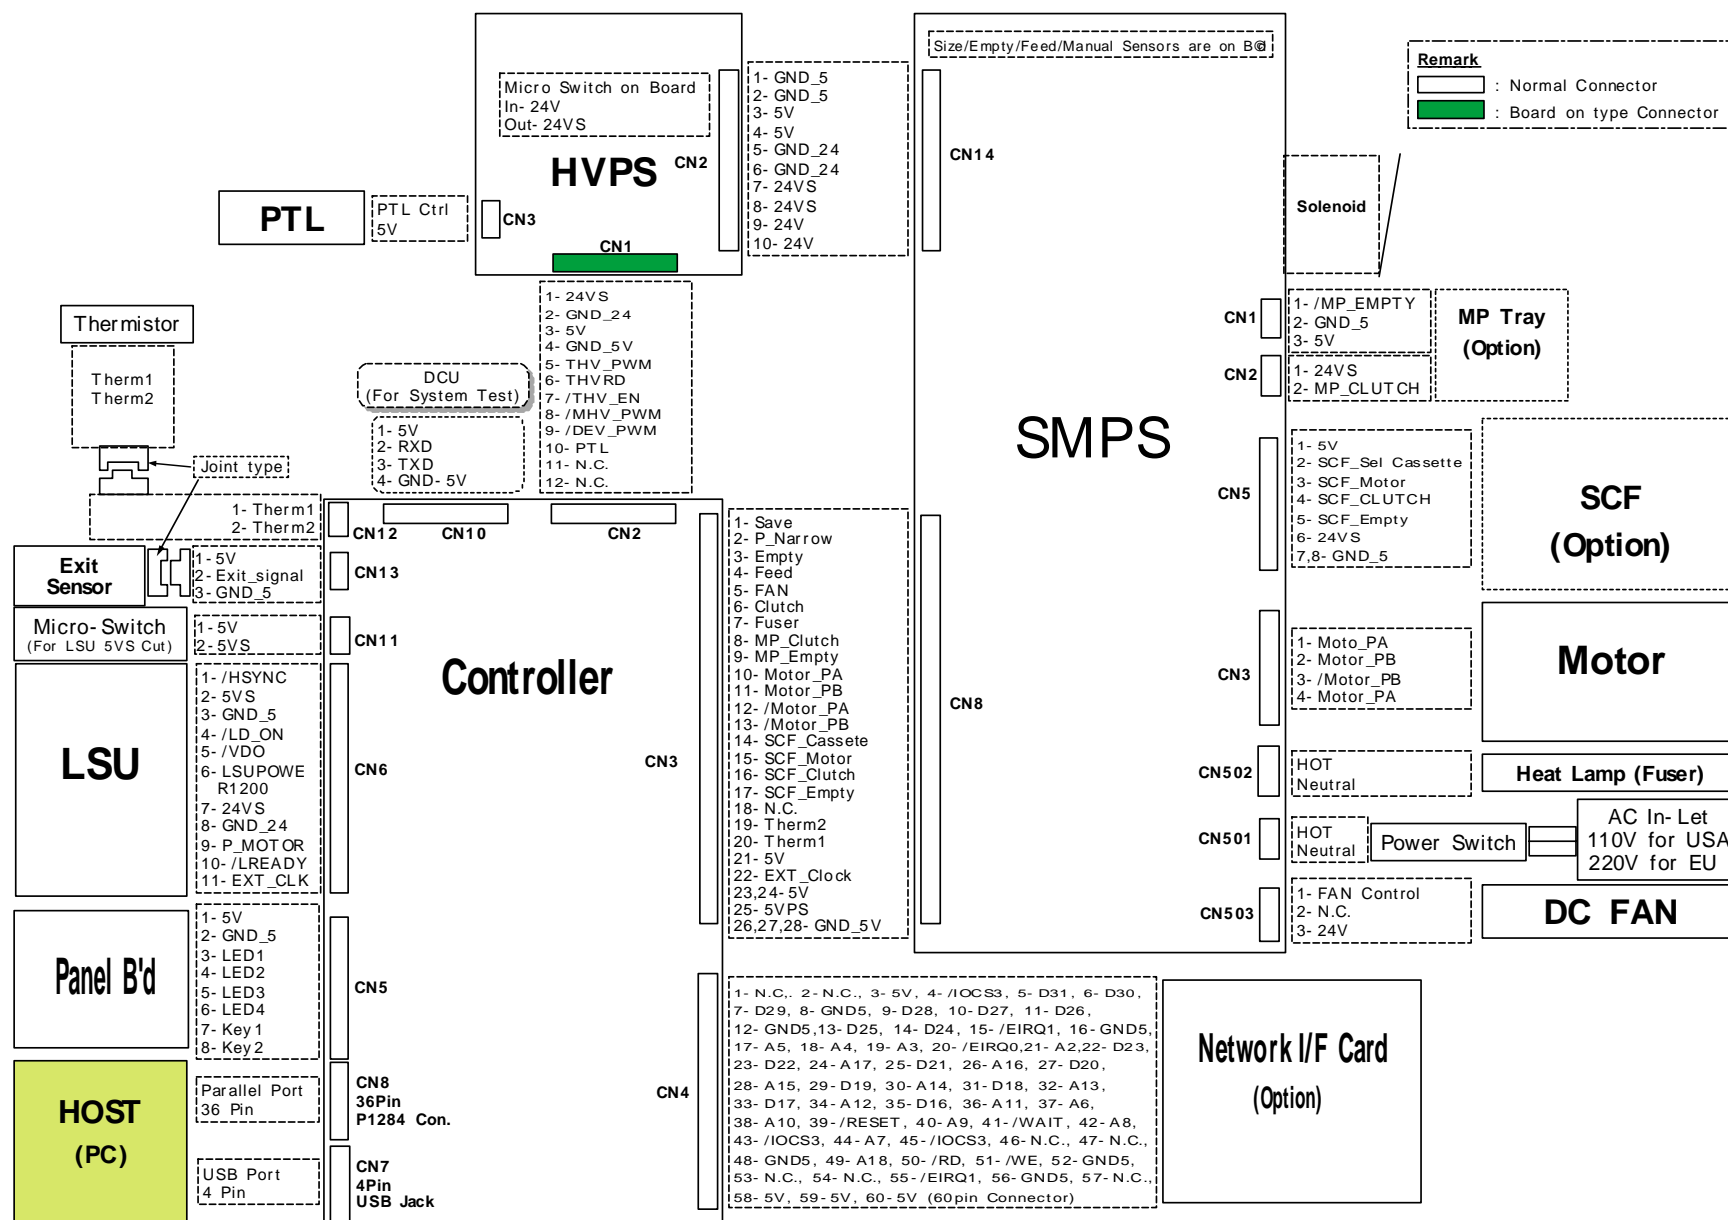 Size/Empty/Feed/Manual Sensors are on B'd
Remark
: Normal Connector
: Board on type Connector
Micro Switch on Board
In- 24V
Out- 24VS
HVPS
CN2
CN3
CN1
1- GND_5
2- GND_5
3- 5V
4- 5V
5- GND_24
6- GND_24
7- 24VS
8- 24VS
9- 24V
10- 24V
CN14
PTL
PTL Ctrl
5V
Solenoid
1- 24VS
2- GND_24
3- 5V
4- GND_5V
5- THV_PWM
6- THVRD
7- /THV_EN
8- /MHV_PWM
9- /DEV_PWM
10- PTL
11- N.C.
12- N.C.
Thermistor
Therm1
Therm2
Joint type
DCU
(For System Test)
1- 5V
2- RXD
3- TXD
4- GND- 5V
SMPS
CN1
1- /MP_EMPTY
2- GND_5
3- 5V
CN2
1- 24VS
2- MP_CLUTCH
MP Tray
(Option)
CN5
1- 5V
2- SCF_Sel Cassette
3- SCF_Motor
4- SCF_CLUTCH
5- SCF_Empty
6- 24VS
7,8- GND_5
SCF
(Option)
1- Therm1
2- Therm2
CN12
CN10
CN2
Exit
Sensor
1- 5V
2- Exit_signal
3- GND_5
CN13
Micro- Switch
(For LSU 5VS Cut)
1- 5V
2- 5VS
CN11
Controller
LSU
1- /HSYNC
2- 5VS
3- GND_5
4- /LD_ON
5- /VDO
6- LSUPOWE
R1200
7- 24VS
8- GND_24
9- P_MOTOR
10- /LREADY
11- EXT_CLK
CN6
CN3
1- Save
2- P_Narrow
3- Empty
4- Feed
5- FAN
6- Clutch
7- Fuser
8- MP_Clutch
9- MP_Empty
10- Motor_PA
11- Motor_PB
12- /Motor_PA
13- /Motor_PB
14- SCF_Cassete
15- SCF_Motor
16- SCF_Clutch
17- SCF_Empty
18- N.C.
19- Therm2
20- Therm1
21- 5V
22- EXT_Clock
23,24- 5V
25- 5VPS
26,27,28- GND_5V
CN8
CN3
1- Moto_PA
2- Motor_PB
3- /Motor_PB
4- Motor_PA
Motor
CN502
HOT
Neutral
Heat Lamp (Fuser)
CN501
HOT
Neutral
Power Switch
AC In- Let
110V for USA
220V for EU
CN503
1- FAN Control
2- N.C.
3- 24V
DC FAN
Panel B'd
1- 5V
2- GND_5
3- LED1
4- LED2
5- LED3
6- LED4
7- Key1
8- Key2
CN5
HOST
(PC)
Parallel Port
36 Pin
CN8
36Pin
P1284 Con.
USB Port
4 Pin
CN7
4Pin
USB Jack
CN4
1- N.C,. 2- N.C., 3- 5V, 4- /IOCS3, 5- D31, 6- D30,
7- D29, 8- GND5, 9- D28, 10- D27, 11- D26,
12- GND5,13- D25, 14- D24, 15- /EIRQ1, 16- GND5,
17- A5, 18- A4, 19- A3, 20- /EIRQ0,21- A2,22- D23,
23- D22, 24- A17, 25- D21, 26- A16, 27- D20,
28- A15, 29- D19, 30- A14, 31- D18, 32- A13,
33- D17, 34- A12, 35- D16, 36- A11, 37- A6,
38- A10, 39- /RESET, 40- A9, 41- /WAIT, 42- A8,
43- /IOCS3, 44- A7, 45- /IOCS3, 46- N.C., 47- N.C.,
48- GND5, 49- A18, 50- /RD, 51- /WE, 52- GND5,
53- N.C., 54- N.C., 55- /EIRQ1, 56- GND5, 57- N.C.,
58- 5V, 59- 5V, 60- 5V (60pin Connector)
Network I/F Card
(Option)